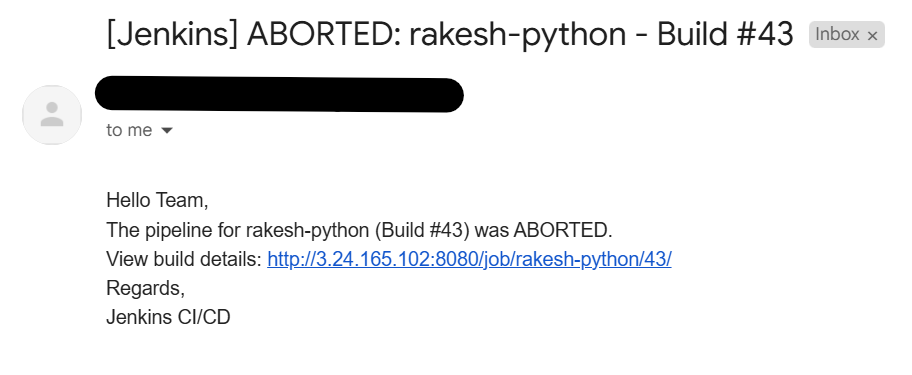 [Jenkins] ABORTED: rakesh-python - Build #43 Inbox ×
to me
Hello Team,
The pipeline for rakesh-python (Build #43) was ABORTED.
View build details: http://3.24.165.102:8080/job/rakesh-python/43/
Regards,
Jenkins CI/CD